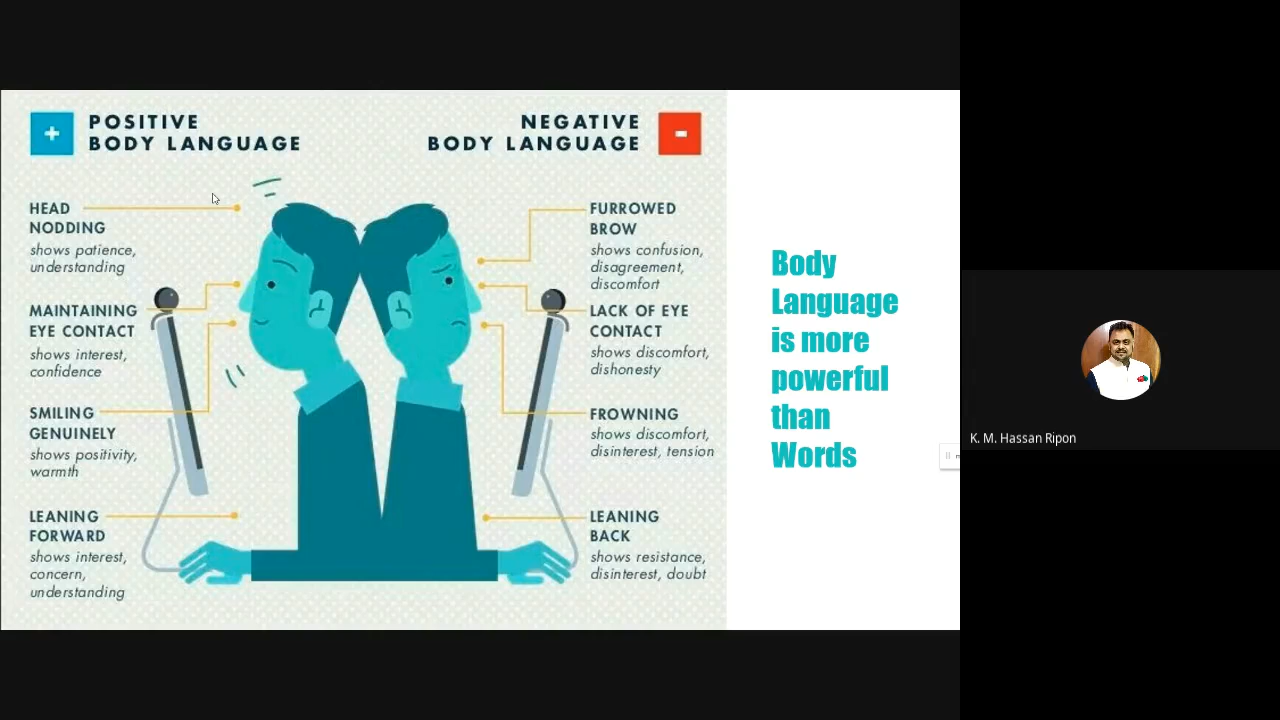 POSITIVE
BODY LANGUAGE
HEAD
NODDING
shows patience,
understanding
MAINTAINING
EYE CONTACT
shows interest,
confidence
SMILING
GENUINELY
shows positivity,
warmth
LEANING
FORWARD
shows interest,
concern,
understanding
NEGATIVE
BODY LANGUAGE
FURROWED
BROW
shows confusion,
disagreement,
discomfort
LACK OF EYE
CONTACT
shows discomfort,
dishonesty
FROWNING
shows discomfort,
disinterest, tension
LEANING
BACK
shows resistance,
disinterest, doubt
Body
Language
is more
powerful
than
Words
K. M. Hassan Ripon